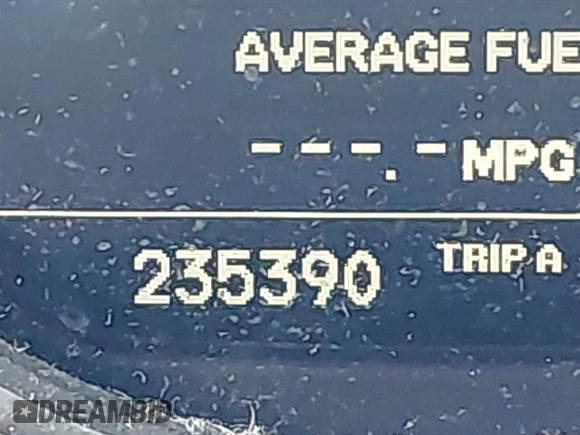 AVERAGE FUE
---.- MPG
235390 TRIP A
DREAMBID